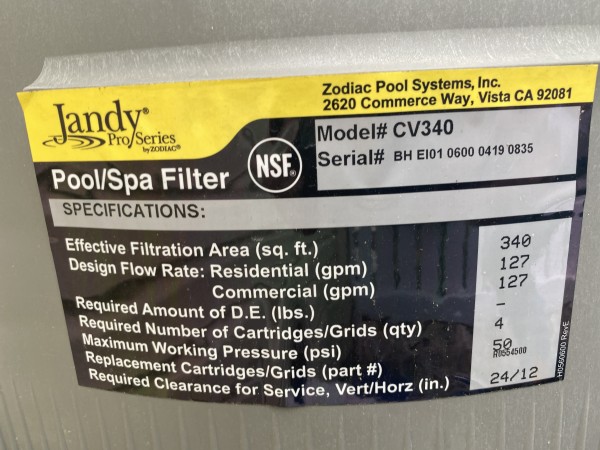 Zodiac Pool Systems, Inc.
2620 Commerce Way, Vista CA 92081
Jandy®
Pro Series
by ZODIAC®
Pool/Spa Filter
NSF®
Model# CV340
Serial# BH EI01 0600 0419 0835
SPECIFICATIONS:
Effective Filtration Area (sq. ft.) 340
Design Flow Rate: Residential (gpm) 127
Commercial (gpm) 127
Required Amount of D.E. (lbs.) –
Required Number of Cartridges/Grids (qty) 4
Maximum Working Pressure (psi) 50
Replacement Cartridges/Grids (part #) R0554500
Required Clearance for Service, Vert/Horz (in.) 24/12
H0560600 RevE